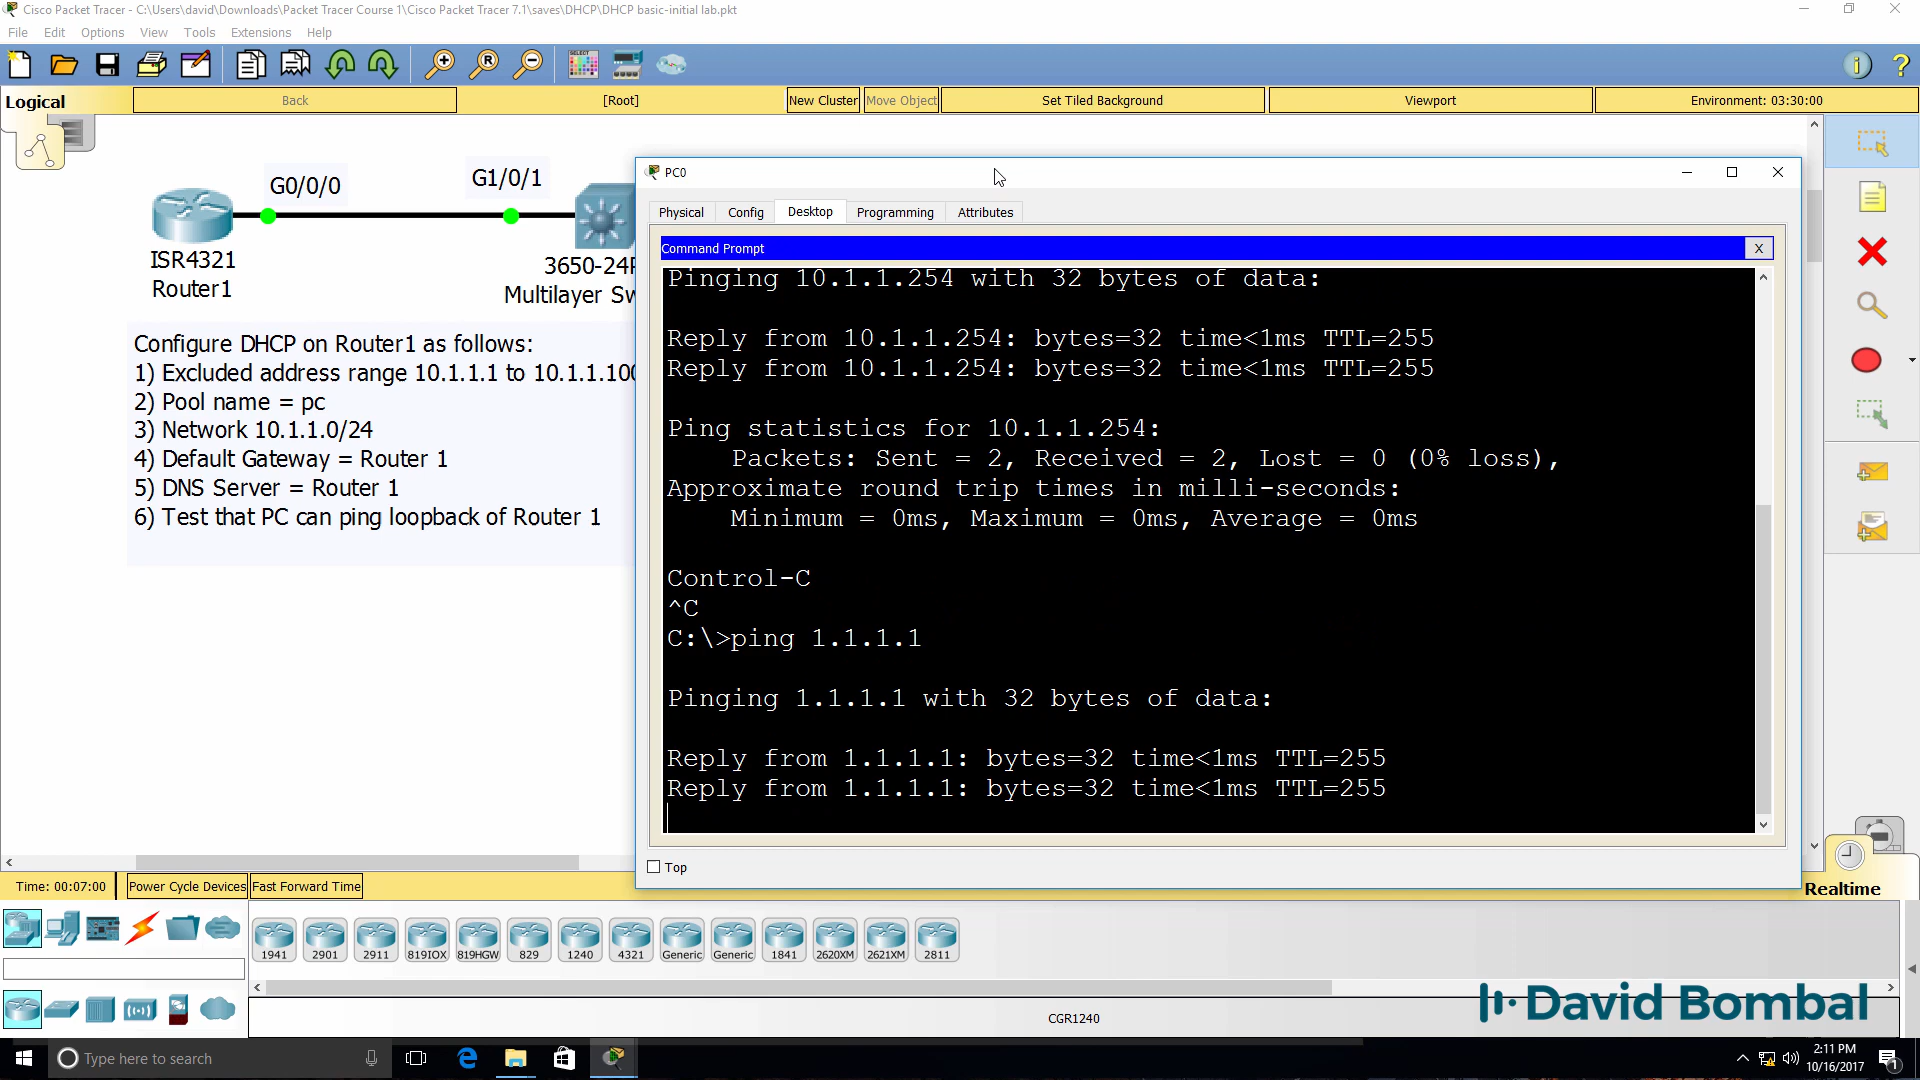 Cisco Packet Tracer - C:\Users\david\Downloads\Packet Tracer Course 1\Cisco Packet Tracer 7.1\saves\DHCP\DHCP basic-initial lab.pkt
File Edit Options View Tools Extensions Help
SELECT
Logical
Back
[Root]
New Cluster
Move Object
Set Tiled Background
Viewport
Environment: 03:30:00
G0/0/0
G1/0/1
ISR4321
Router1
3650-24P
Multilayer Sw
Configure DHCP on Router1 as follows:
1) Excluded address range 10.1.1.1 to 10.1.1.100
2) Pool name = pc
3) Network 10.1.1.0/24
4) Default Gateway = Router 1
5) DNS Server = Router 1
6) Test that PC can ping loopback of Router 1
PC0
Physical Config Desktop Programming Attributes
Command Prompt
X
Pinging 10.1.1.254 with 32 bytes of data:
Reply from 10.1.1.254: bytes=32 time<1ms TTL=255
Reply from 10.1.1.254: bytes=32 time<1ms TTL=255
Ping statistics for 10.1.1.254:
Packets: Sent = 2, Received = 2, Lost = 0 (0% loss),
Approximate round trip times in milli-seconds:
Minimum = 0ms, Maximum = 0ms, Average = 0ms
Control-C
^C
C:\>ping 1.1.1.1
Pinging 1.1.1.1 with 32 bytes of data:
Reply from 1.1.1.1: bytes=32 time<1ms TTL=255
Reply from 1.1.1.1: bytes=32 time<1ms TTL=255
Top
Time: 00:07:00
Power Cycle Devices
Fast Forward Time
Realtime
1941 2901 2911 819IOX 819HGW 829 1240 4321 Generic Generic 1841 2620XM 2621XM 2811
CGR1240
David Bombal
Type here to search
2:11 PM
10/16/2017
1